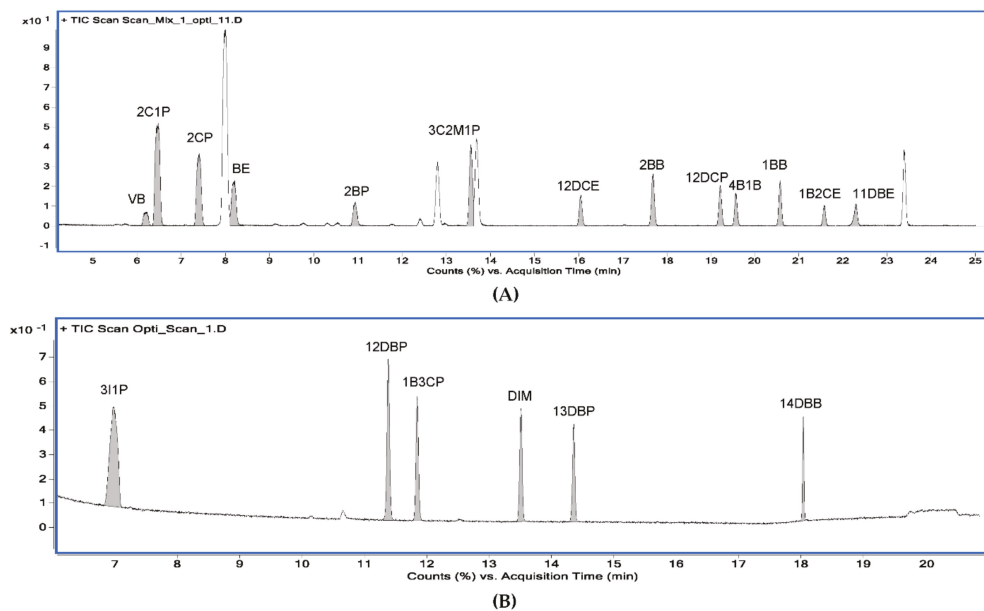 x10 1 + TIC Scan Scan_Mix_1_opti_11.D
9
8
7
6
5
4
3
2
1
0
-1
VB 2C1P 2CP BE 2BP 3C2M1P 12DCE 2BB 12DCP 4B1B 1BB 1B2CE 11DBE
5 6 7 8 9 10 11 12 13 14 15 16 17 18 19 20 21 22 23 24 25
Counts (%) vs. Acquisition Time (min)
(A)
x10 -1 + TIC Scan Opti_Scan_1.D
7
6
5
4
3
2
1
0
3I1P 12DBP 1B3CP DIM 13DBP 14DBB
7 8 9 10 11 12 13 14 15 16 17 18 19 20
Counts (%) vs. Acquisition Time (min)
(B)